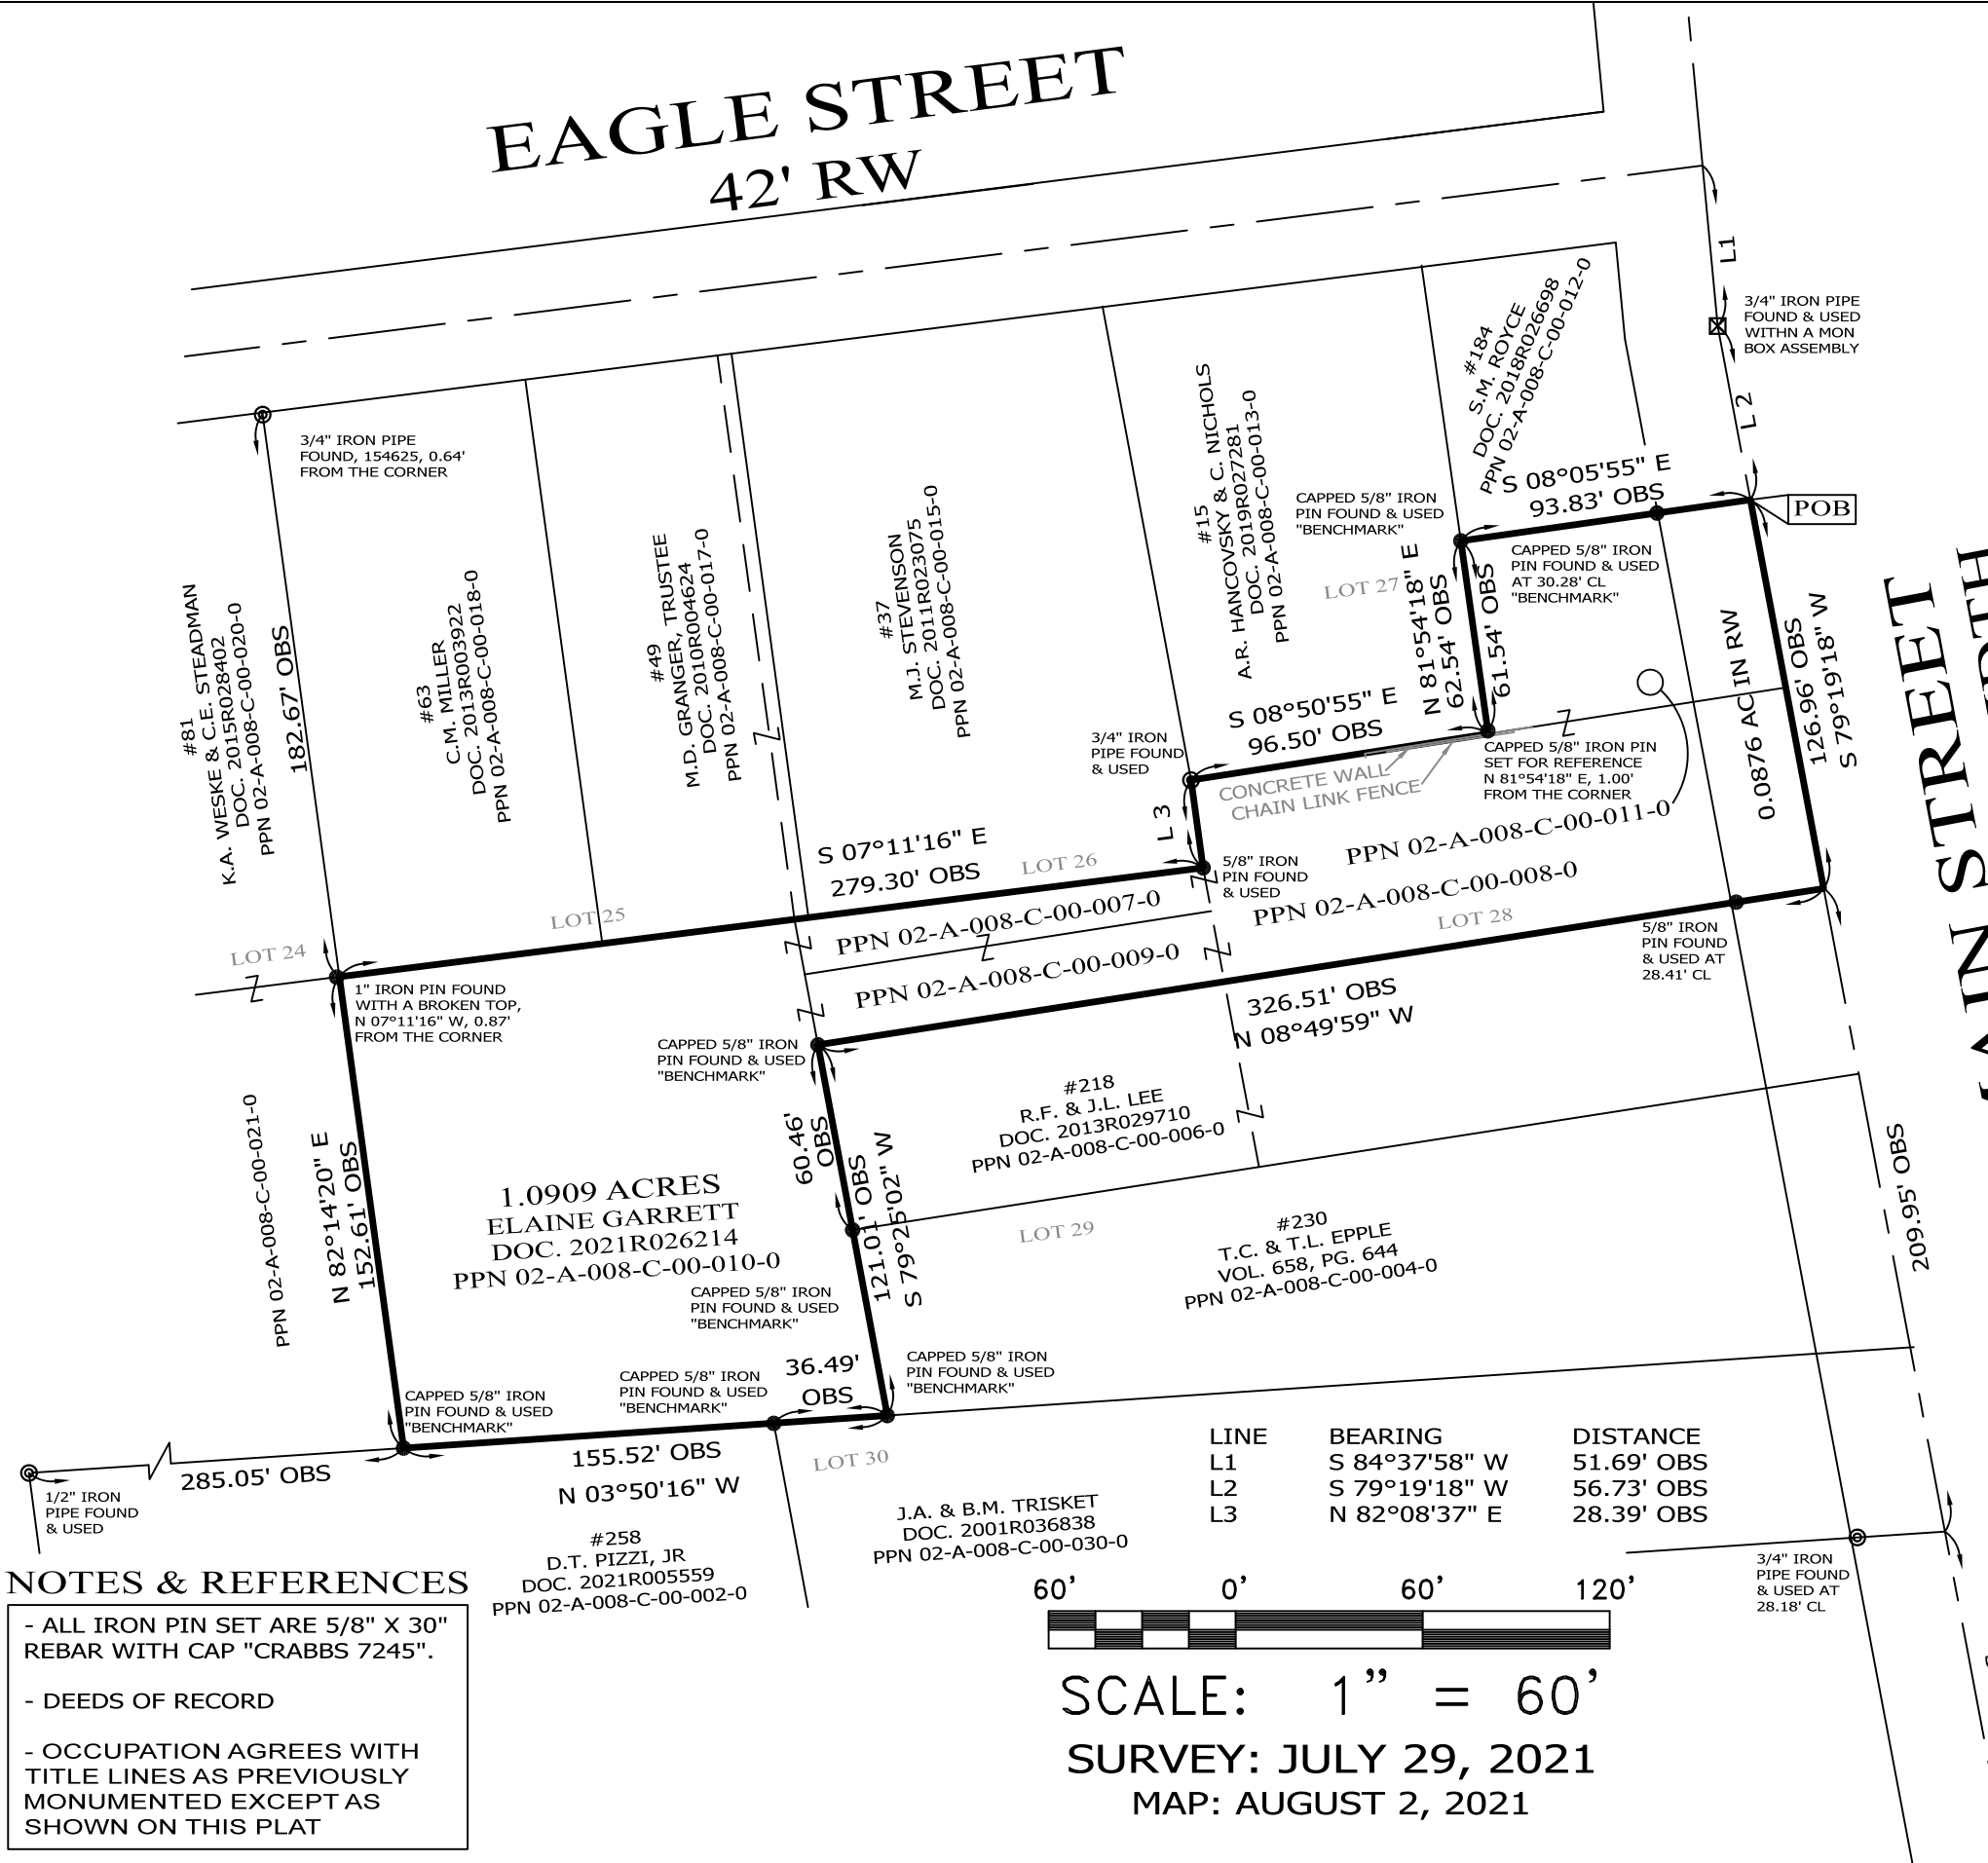 EAGLE STREET
42' RW
L1
3/4" IRON PIPE
FOUND & USED
WITHN A MON
BOX ASSEMBLY
L 2
POB
3/4" IRON PIPE
FOUND, 154625, 0.64'
FROM THE CORNER
#81
K.A. WESKE & C.E. STEADMAN
DOC. 2015R028402
PPN 02-A-008-C-00-020-0
182.67' OBS
#63
C.M. MILLER
DOC. 2013R003922
PPN 02-A-008-C-00-018-0
#49
M.D. GRANGER, TRUSTEE
DOC. 2010R004624
PPN 02-A-008-C-00-017-0
#37
M.J. STEVENSON
DOC. 2011R023075
PPN 02-A-008-C-00-015-0
#15
A.R. HANCOVSKY & C. NICHOLS
DOC. 2019R027281
PPN 02-A-008-C-00-013-0
#184
S.M. ROYCE
DOC. 2018R026698
PPN 02-A-008-C-00-012-0
S 08°05'55" E
93.83' OBS
CAPPED 5/8" IRON
PIN FOUND & USED
"BENCHMARK"
CAPPED 5/8" IRON
PIN FOUND & USED
AT 30.28' CL
"BENCHMARK"
LOT 27
N 81°54'18" E
62.54' OBS
61.54' OBS
0.0876 AC IN RW
126.96' OBS
S 79°19'18" W
STREET
S 08°50'55" E
96.50' OBS
3/4" IRON
PIPE FOUND
& USED
CAPPED 5/8" IRON PIN
SET FOR REFERENCE
N 81°54'18" E, 1.00'
FROM THE CORNER
CONCRETE WALL
CHAIN LINK FENCE
L 3
PPN 02-A-008-C-00-011-0
S 07°11'16" E
279.30' OBS
LOT 26
5/8" IRON
PIN FOUND
& USED
PPN 02-A-008-C-00-008-0
LOT 28
LOT 25
LOT 24
PPN 02-A-008-C-00-007-0
PPN 02-A-008-C-00-009-0
5/8" IRON
PIN FOUND
& USED AT
28.41' CL
1" IRON PIN FOUND
WITH A BROKEN TOP,
N 07°11'16" W, 0.87'
FROM THE CORNER
326.51' OBS
N 08°49'59" W
CAPPED 5/8" IRON
PIN FOUND & USED
"BENCHMARK"
#218
R.F. & J.L. LEE
DOC. 2013R029710
PPN 02-A-008-C-00-006-0
60.46'
OBS
121.01' OBS
S 79°25'02" W
209.95' OBS
PPN 02-A-008-C-00-021-0
N 82°14'20" E
152.61' OBS
1.0909 ACRES
ELAINE GARRETT
DOC. 2021R026214
PPN 02-A-008-C-00-010-0
LOT 29
#230
T.C. & T.L. EPPLE
VOL. 658, PG. 644
PPN 02-A-008-C-00-004-0
CAPPED 5/8" IRON
PIN FOUND & USED
"BENCHMARK"
CAPPED 5/8" IRON
PIN FOUND & USED
"BENCHMARK"
36.49'
OBS
CAPPED 5/8" IRON
PIN FOUND & USED
"BENCHMARK"
CAPPED 5/8" IRON
PIN FOUND & USED
"BENCHMARK"
155.52' OBS
N 03°50'16" W
285.05' OBS
LOT 30
1/2" IRON
PIPE FOUND
& USED
#258
D.T. PIZZI, JR
DOC. 2021R005559
PPN 02-A-008-C-00-002-0
J.A. & B.M. TRISKET
DOC. 2001R036838
PPN 02-A-008-C-00-030-0
LINE BEARING DISTANCE
L1 S 84°37'58" W 51.69' OBS
L2 S 79°19'18" W 56.73' OBS
L3 N 82°08'37" E 28.39' OBS
3/4" IRON
PIPE FOUND
& USED AT
28.18' CL
NOTES & REFERENCES
- ALL IRON PIN SET ARE 5/8" X 30"
REBAR WITH CAP "CRABBS 7245".
- DEEDS OF RECORD
- OCCUPATION AGREES WITH
TITLE LINES AS PREVIOUSLY
MONUMENTED EXCEPT AS
SHOWN ON THIS PLAT
60' 0' 60' 120'
SCALE: 1" = 60'
SURVEY: JULY 29, 2021
MAP: AUGUST 2, 2021